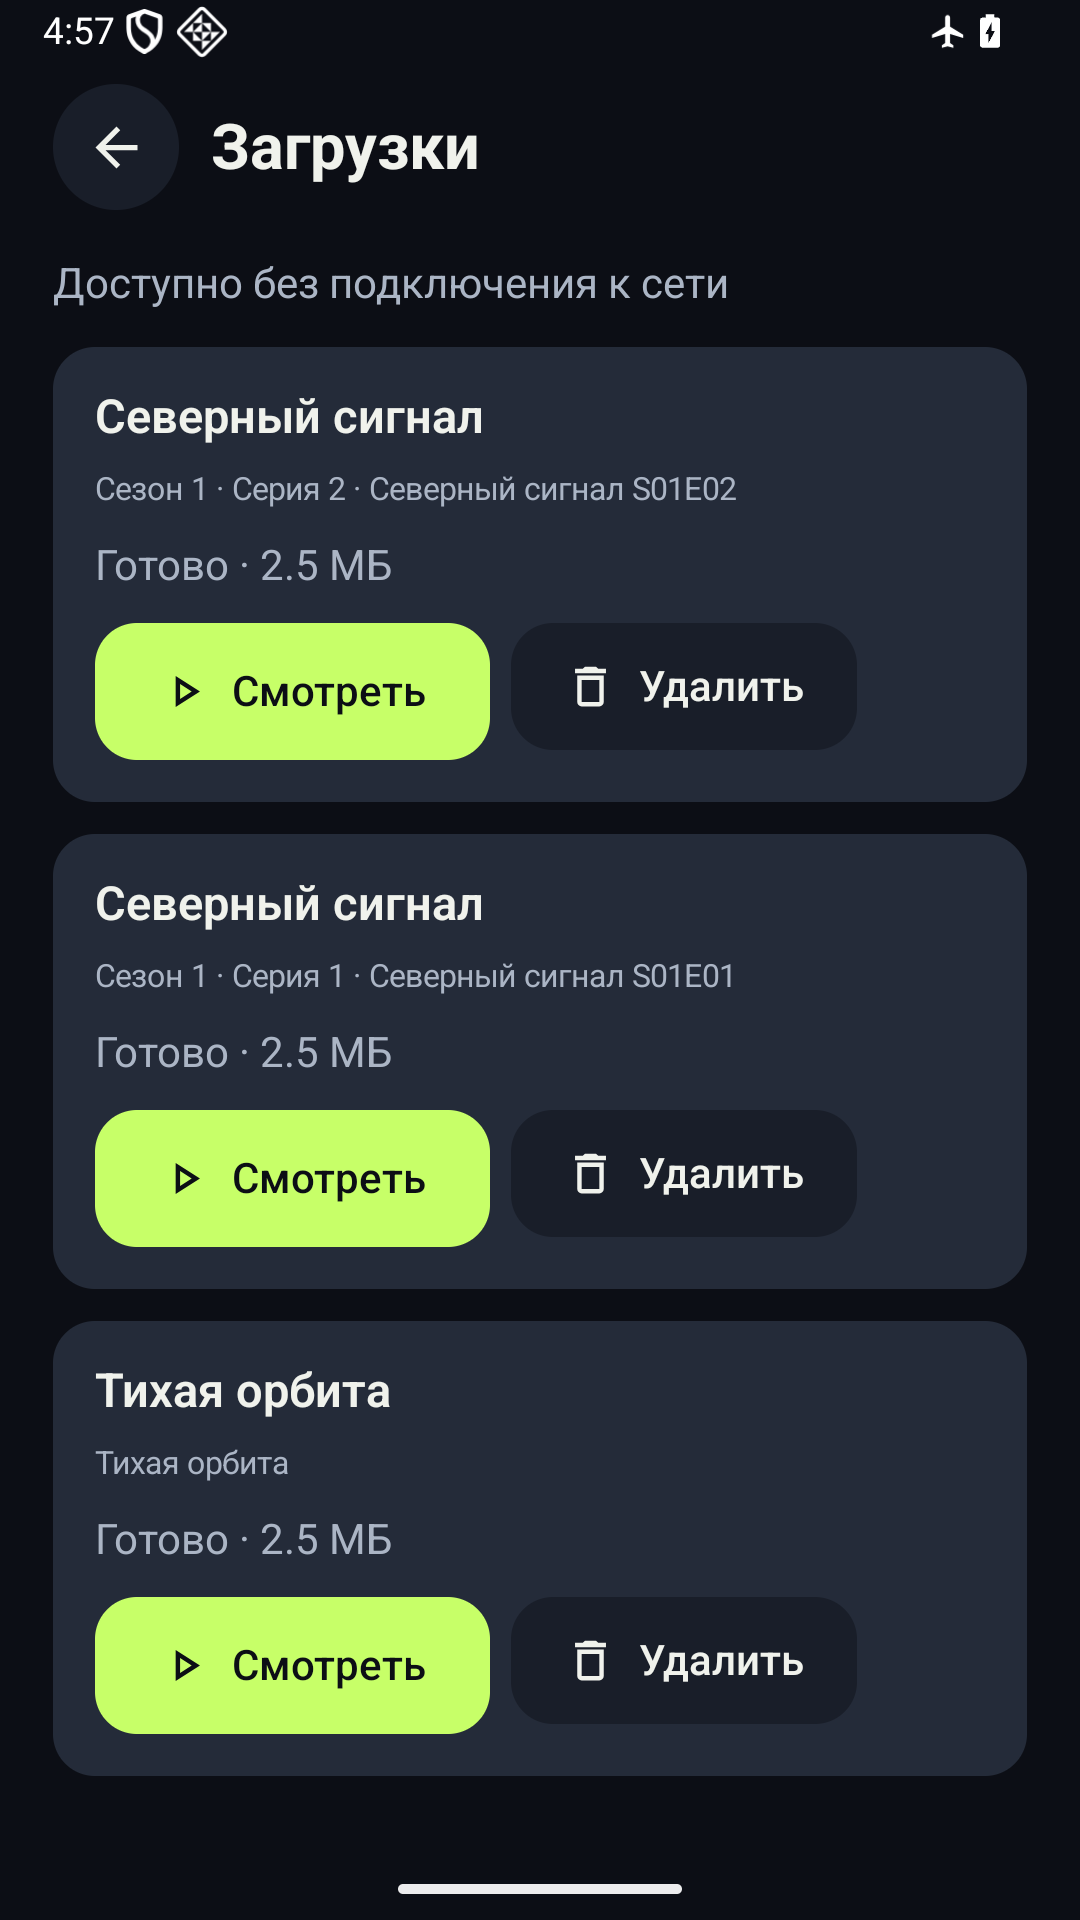 4:57
Загрузки
Доступно без подключения к сети
Северный сигнал
Сезон 1 · Серия 2 · Северный сигнал S01E02
Готово · 2.5 МБ
Смотреть
Удалить
Северный сигнал
Сезон 1 · Серия 1 · Северный сигнал S01E01
Готово · 2.5 МБ
Смотреть
Удалить
Тихая орбита
Тихая орбита
Готово · 2.5 МБ
Смотреть
Удалить